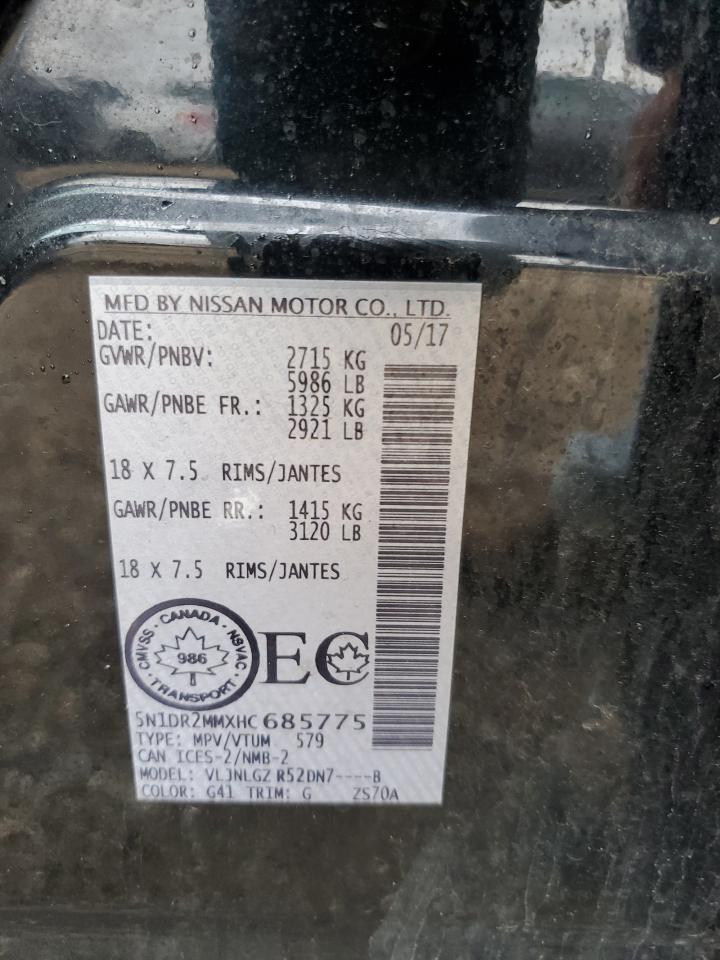 MFD BY NISSAN MOTOR CO., LTD.
DATE: 05/17
GVWR/PNBV: 2715 KG
5986 LB
GAWR/PNBE FR.: 1325 KG
2921 LB
18 X 7.5 RIMS/JANTES
GAWR/PNBE RR.: 1415 KG
3120 LB
18 X 7.5 RIMS/JANTES
CMVSS · CANADA · NSVAC · TRANSPORT ·
986
EC
5N1DR2MMXHC685775
TYPE: MPV/VTUM 579
CAN ICES-2/NMB-2
MODEL: VLJNLGZ R52DN7----B
COLOR: G41 TRIM: G ZS70A